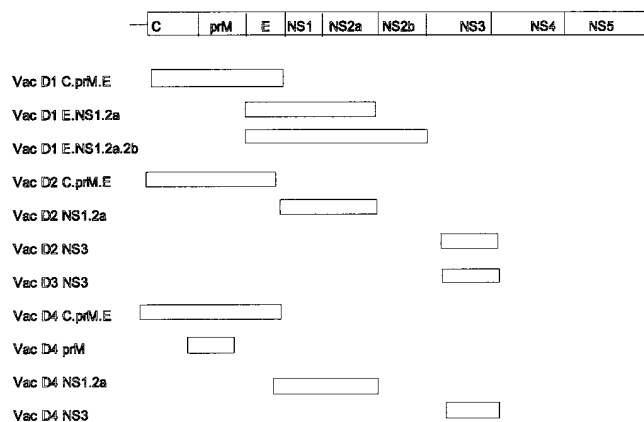 C prM E NS1 NS2a NS2b NS3 NS4 NS5
Vac D1 C.prM.E
Vac D1 E.NS1.2a
Vac D1 E.NS1.2a.2b
Vac D2 C.prM.E
Vac D2 NS1.2a
Vac D2 NS3
Vac D3 NS3
Vac D4 C.prM.E
Vac D4 prM
Vac D4 NS1.2a
Vac D4 NS3